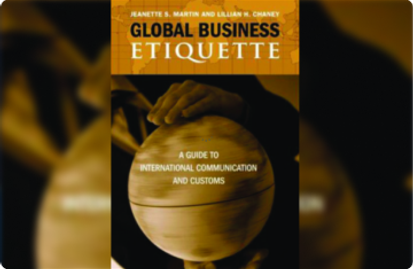 JEANETTE S. MARTIN AND LILLIAN H. CHANEY
GLOBAL BUSINESS
ETIQUETTE
A GUIDE TO
INTERNATIONAL COMMUNICATION
AND CUSTOMS